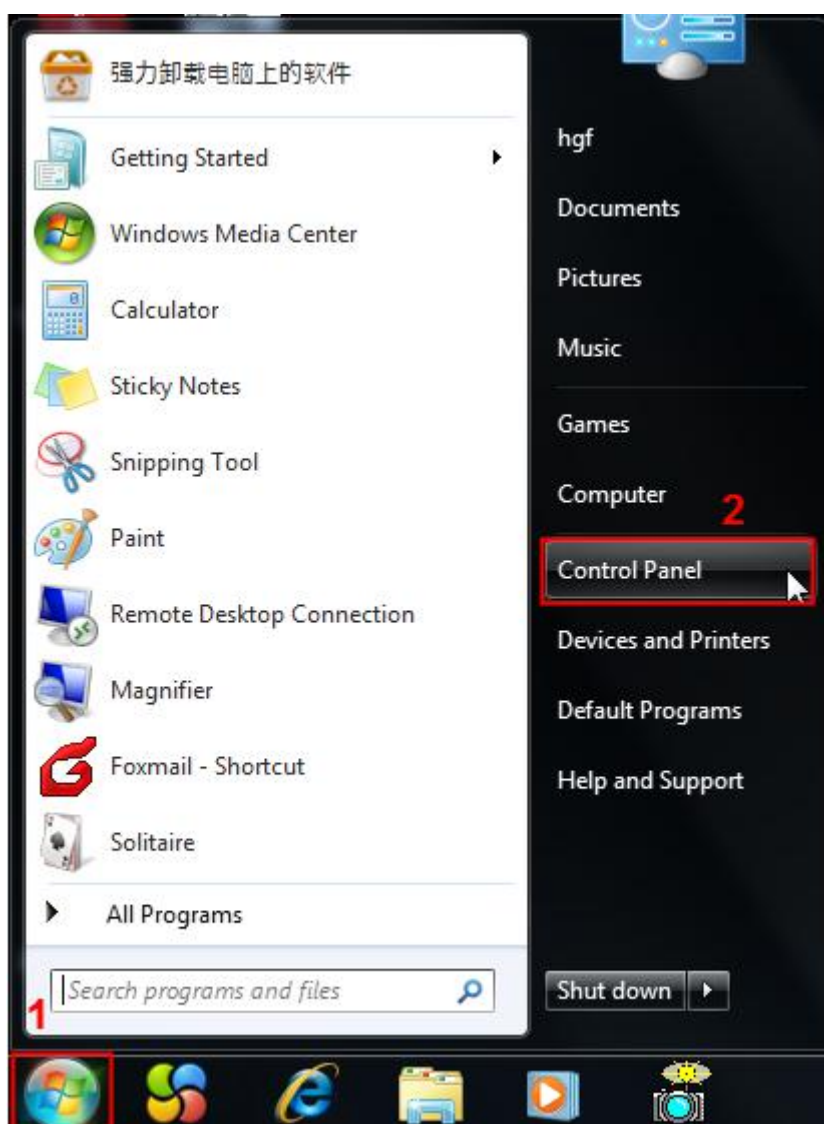 强力卸载电脑上的软件
Getting Started
Windows Media Center
Calculator
Sticky Notes
Snipping Tool
Paint
Remote Desktop Connection
Magnifier
Foxmail - Shortcut
Solitaire
All Programs
Search programs and files
1
hgf
Documents
Pictures
Music
Games
Computer
2
Control Panel
Devices and Printers
Default Programs
Help and Support
Shut down